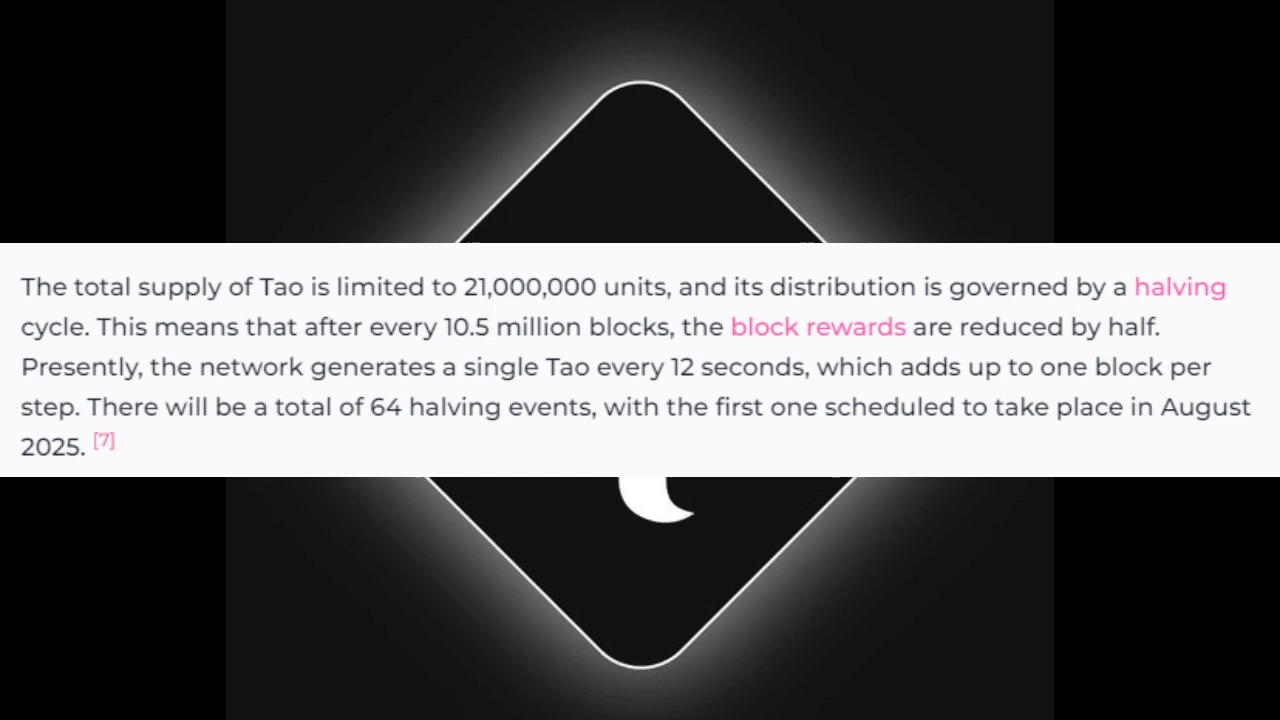 The total supply of Tao is limited to 21,000,000 units, and its distribution is governed by a halving
cycle. This means that after every 10.5 million blocks, the block rewards are reduced by half.
Presently, the network generates a single Tao every 12 seconds, which adds up to one block per
step. There will be a total of 64 halving events, with the first one scheduled to take place in August
2025. [7]